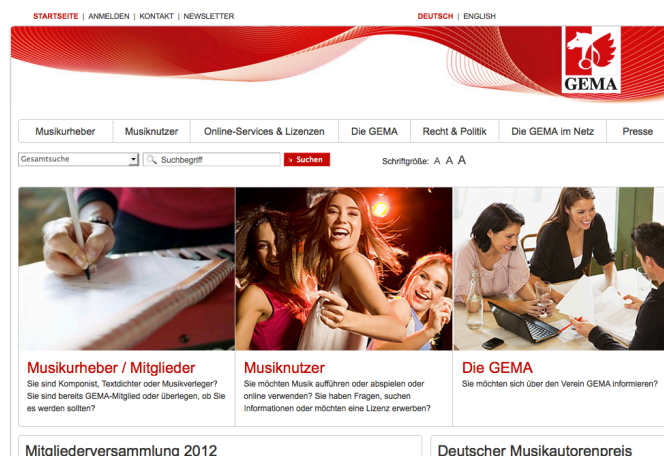 STARTSEITE | ANMELDEN | KONTAKT | NEWSLETTER
DEUTSCH | ENGLISH
GEMA
Musikurheber Musiknutzer Online-Services & Lizenzen Die GEMA Recht & Politik Die GEMA im Netz Presse
Gesamtsuche Suchbegriff Suchen Schriftgröße: A A A
Musikurheber / Mitglieder
Sie sind Komponist, Textdichter oder Musikverleger?
Sie sind bereits GEMA-Mitglied oder überlegen, ob Sie
es werden sollten?
Musiknutzer
Sie möchten Musik aufführen oder abspielen oder
online verwenden? Sie haben Fragen, suchen
Informationen oder möchten eine Lizenz erwerben?
Die GEMA
Sie möchten sich über den Verein GEMA informieren?
Mitgliederversammlung 2012
Deutscher Musikautorenpreis